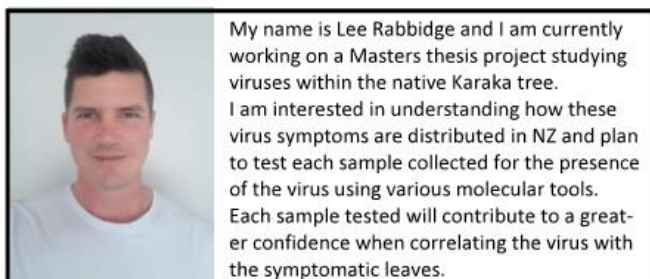 My name is Lee Rabbidge and I am currently
working on a Masters thesis project studying
viruses within the native Karaka tree.
I am interested in understanding how these
virus symptoms are distributed in NZ and plan
to test each sample collected for the presence
of the virus using various molecular tools.
Each sample tested will contribute to a great-
er confidence when correlating the virus with
the symptomatic leaves.